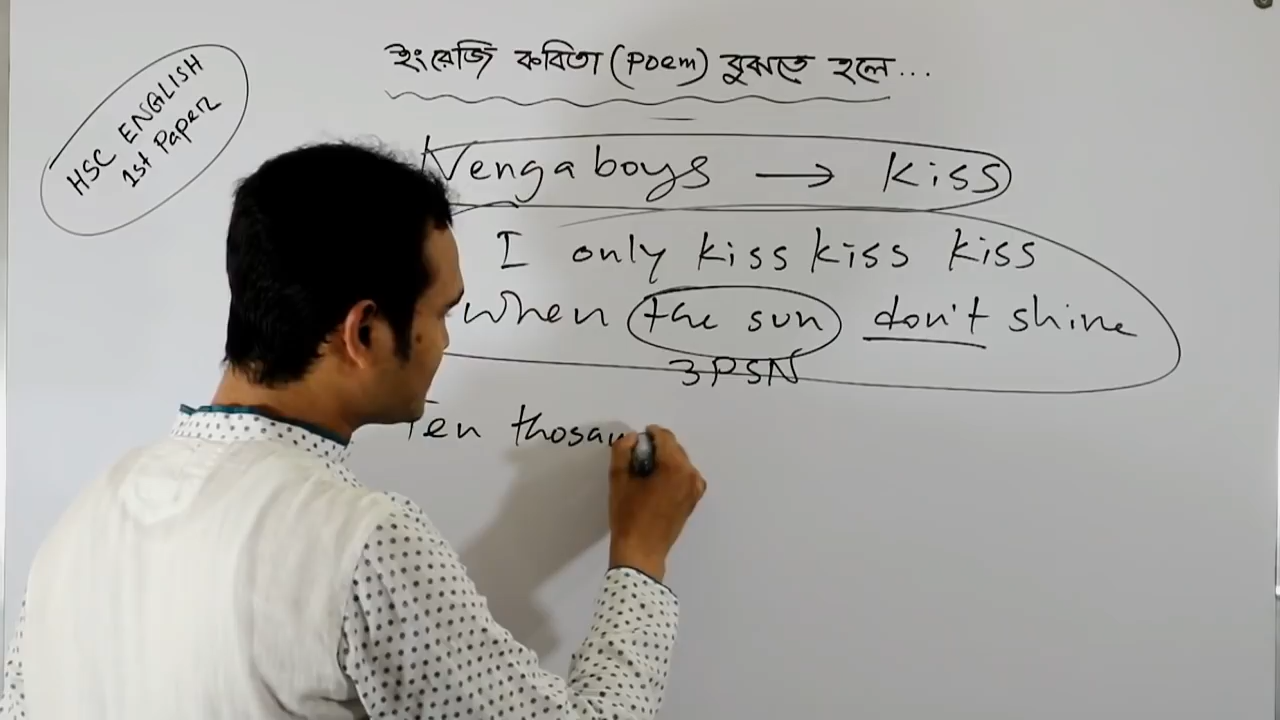 HSC ENGLISH
1st Paper
ইংরেজি কবিতা (Poem) বুঝতে হলে...
Vengaboys → Kiss
I only kiss kiss kiss
when the sun don't shine
3PSN
Ten thosan